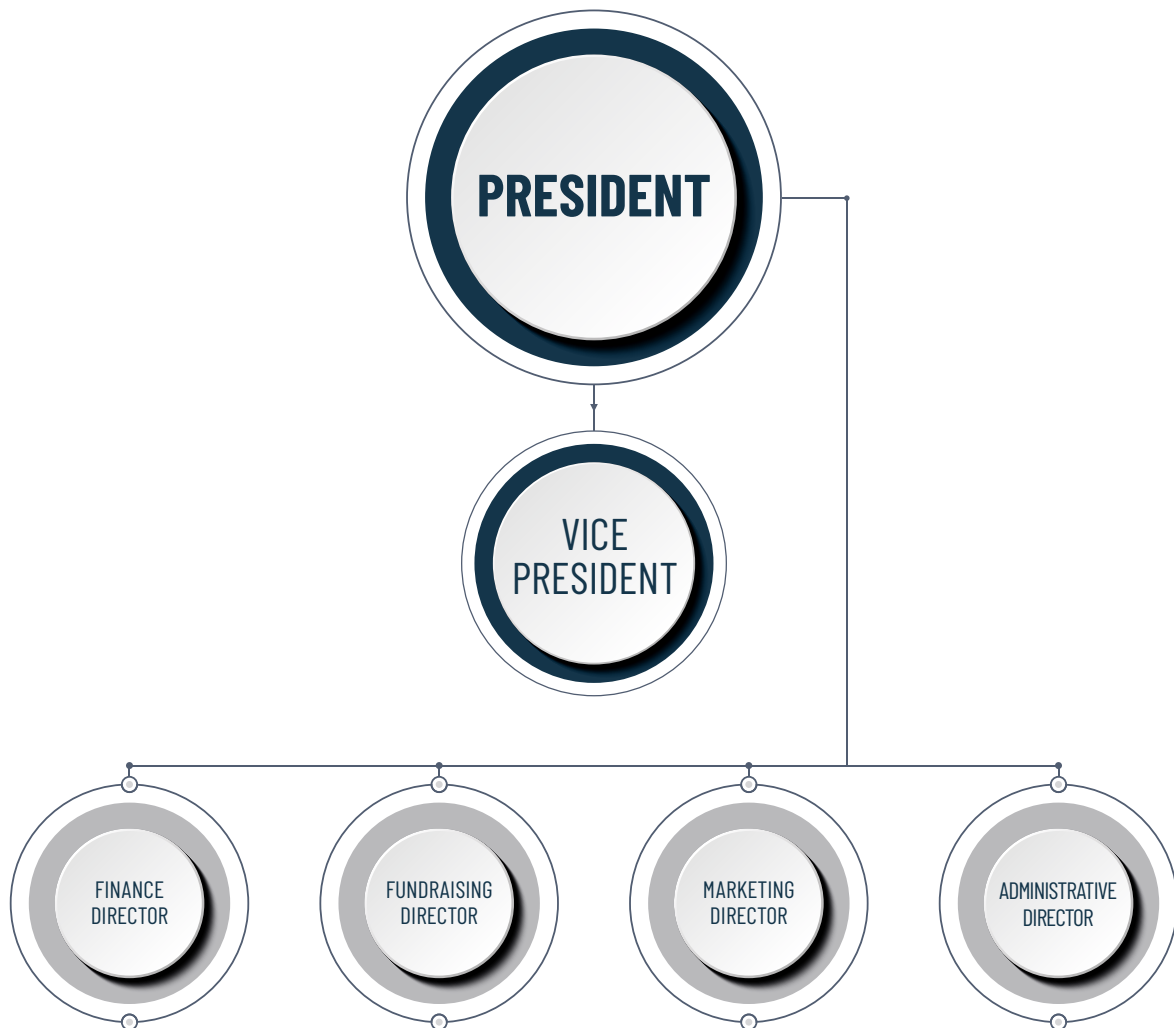 PRESIDENT
VICE
PRESIDENT
FINANCE
DIRECTOR
FUNDRAISING
DIRECTOR
MARKETING
DIRECTOR
ADMINISTRATIVE
DIRECTOR